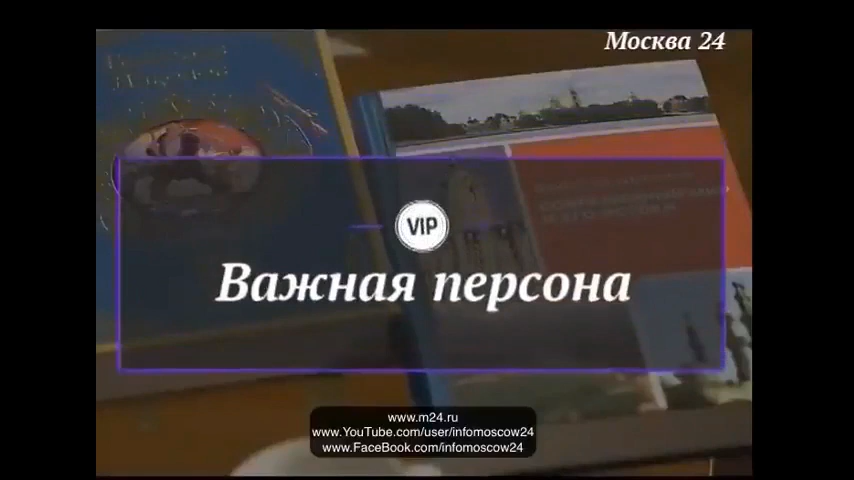 Москва 24
VIP
Важная персона
www.m24.ru
www.YouTube.com/user/infomoscow24
www.FaceBook.com/infomoscow24